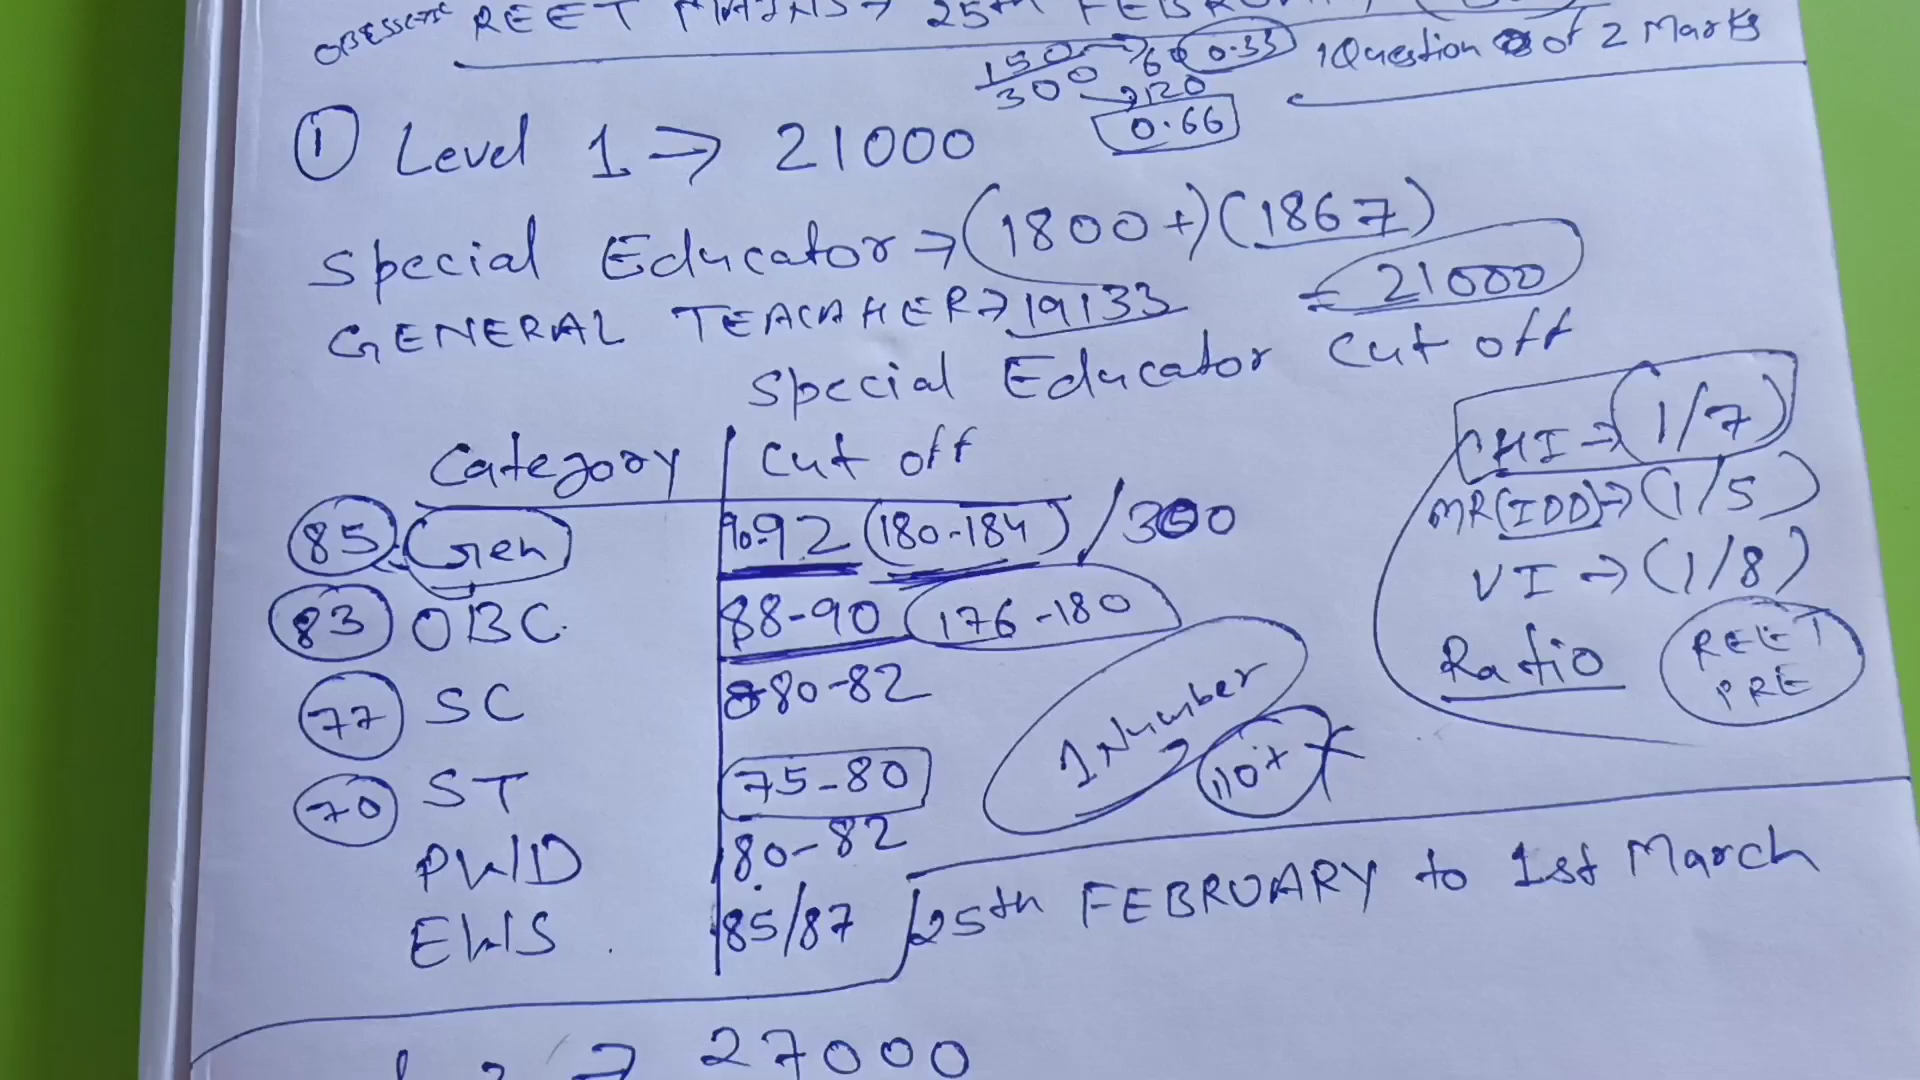 REET MAINS → 25th FEBRUARY
150/300 → 60 0.33
→ 120
0.66
1 Question of 2 Marks
① Level 1 → 21000
Special Educator → (1800+) (1867)
= 21000
GENERAL TEACAHER → 19133
Special Educator cut off
Category | cut off
85 Gen 90-92 (180-184) /300
83 OBC. 88-90 176-180
77 SC 80-82
70 ST 75-80
PWD 80-82
EWS 85/87
HI → (1/7)
MR(IDD) → (1/5)
VI → (1/8)
Ratio
REET
PRE
1 Number
110+
25th FEBRUARY to 1st March
2 → 27000